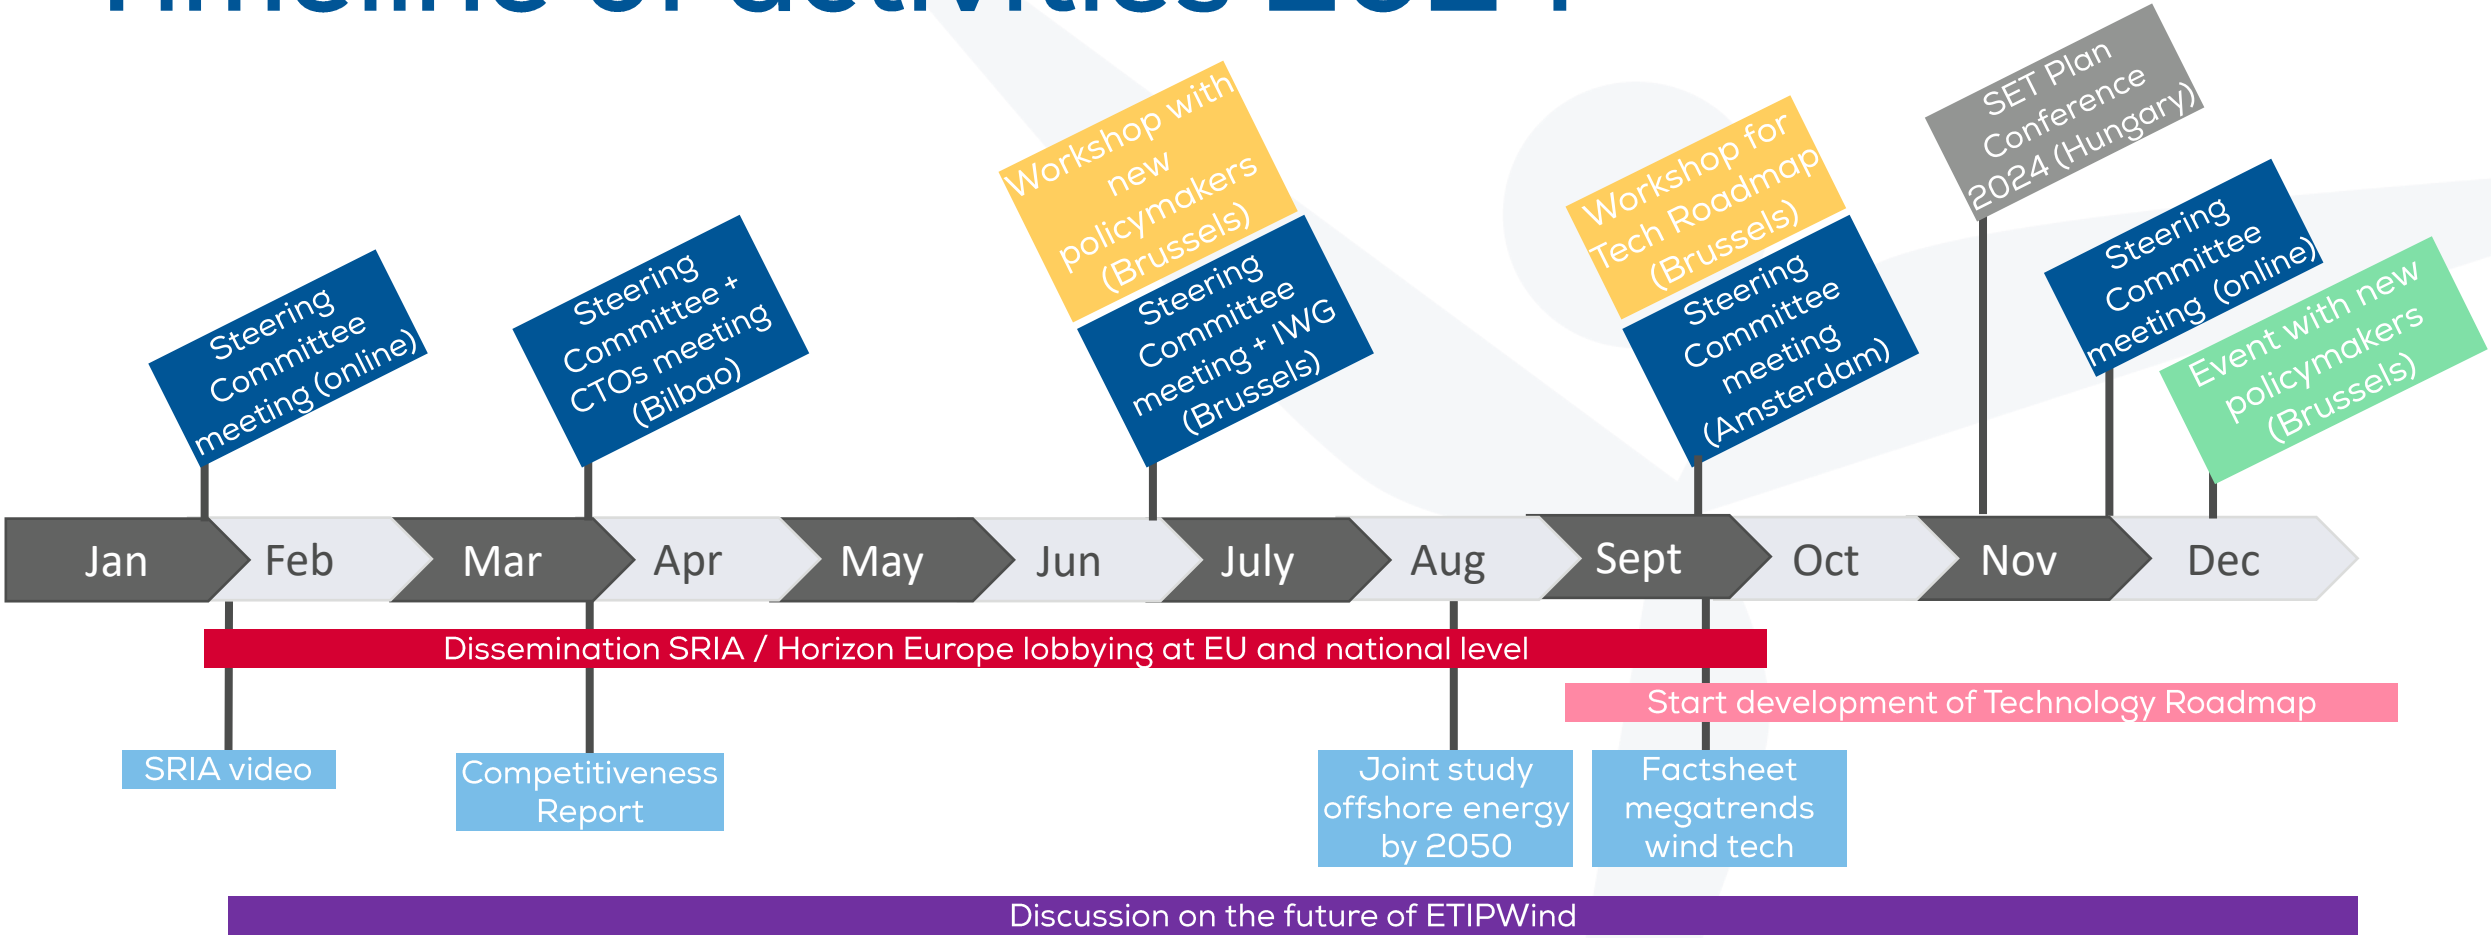 Timeline of activities 2024
SET Plan
Conference
2024 (Hungary)
Workshop with
new
policymakers
(Brussels)
Workshop for
Tech Roadmap
(Brussels)
Steering
Committee
meeting (online)
Steering
Committee +
CTOs meeting
(Bilbao)
Steering
Committee
meeting + IWG
(Brussels)
Steering
Committee
meeting
(Amsterdam)
Steering
Committee
meeting (online)
Event with new
policymakers
(Brussels)
Jan
Feb
Mar
Apr
May
Jun
July
Aug
Sept
Oct
Nov
Dec
Dissemination SRIA / Horizon Europe lobbying at EU and national level
Start development of Technology Roadmap
SRIA video
Competitiveness
Report
Joint study
offshore energy
by 2050
Factsheet
megatrends
wind tech
Discussion on the future of ETIPWind